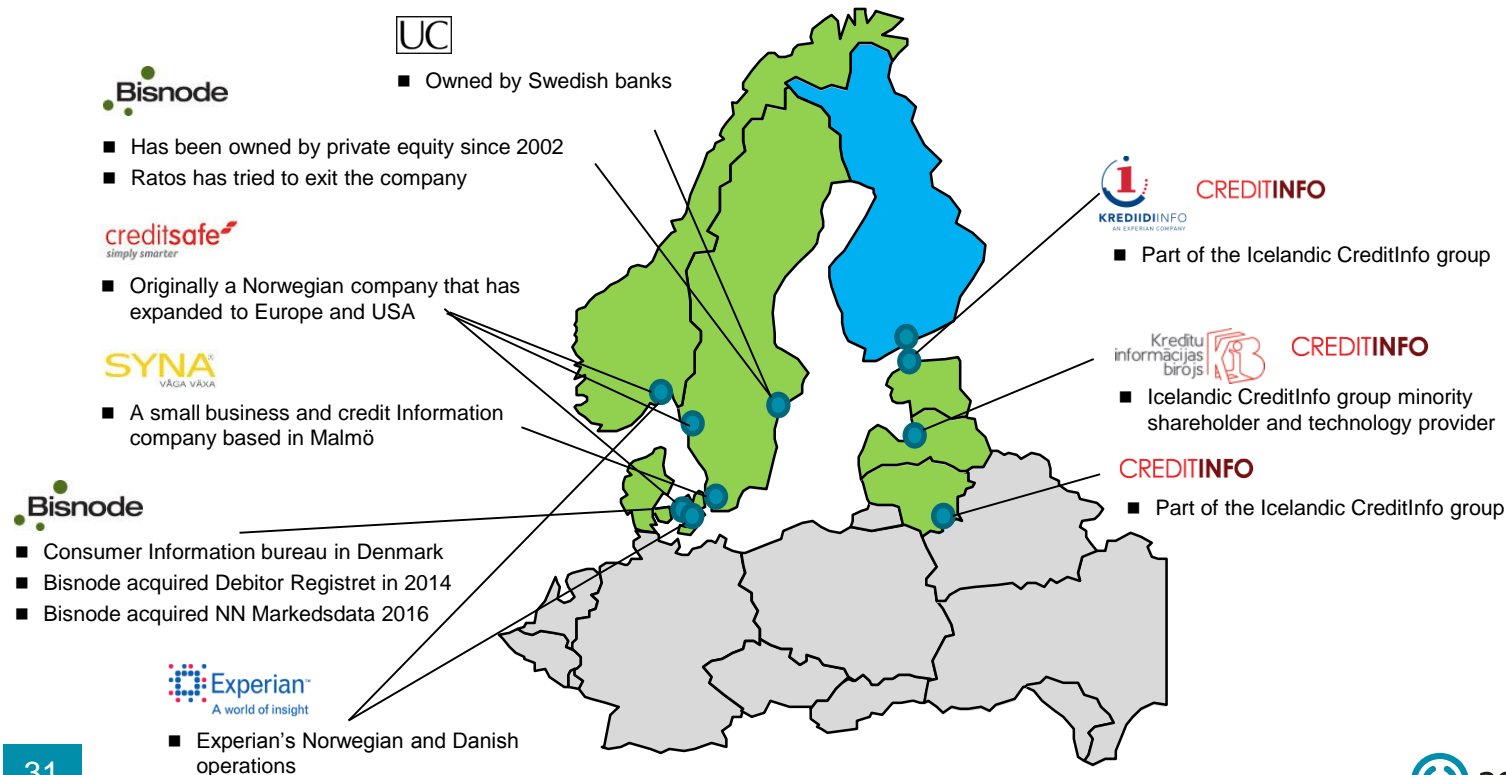 UC
■ Owned by Swedish banks
Bisnode
■ Has been owned by private equity since 2002
■ Ratos has tried to exit the company
creditsafe
simply smarter
■ Originally a Norwegian company that has
expanded to Europe and USA
SYNA®
VÅGA VÄXA
■ A small business and credit Information
company based in Malmö
Bisnode
■ Consumer Information bureau in Denmark
■ Bisnode acquired Debitor Registret in 2014
■ Bisnode acquired NN Markedsdata 2016
Experian™
A world of insight
■ Experian's Norwegian and Danish
operations
i
KREDIIDIINFO
AN EXPERIAN COMPANY
CREDITINFO
■ Part of the Icelandic CreditInfo group
Kredītu
informācijas
birojs
KIB
CREDITINFO
■ Icelandic CreditInfo group minority
shareholder and technology provider
CREDITINFO
■ Part of the Icelandic CreditInfo group
31